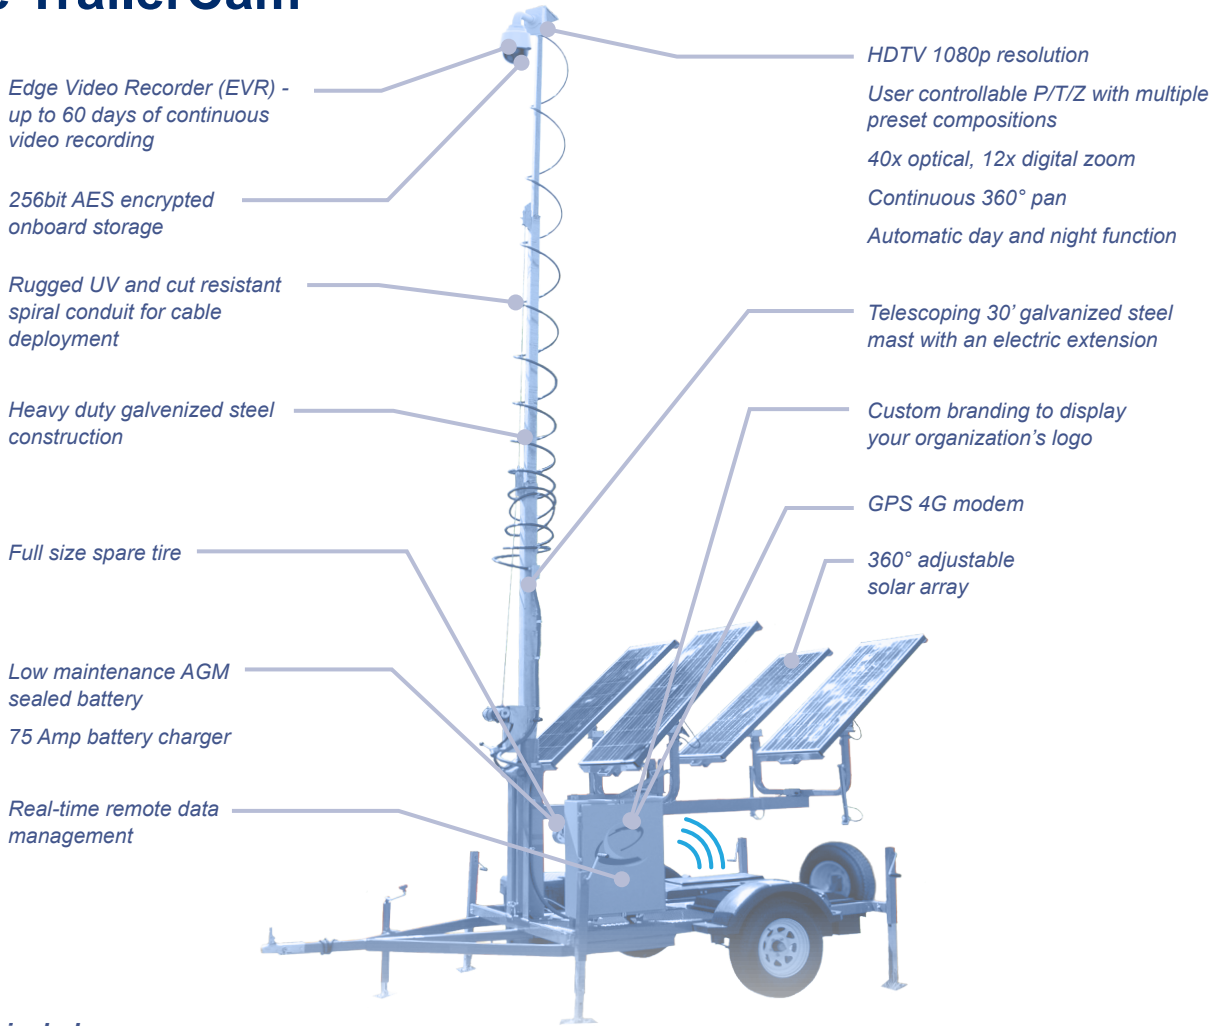 TrailerCam
Edge Video Recorder (EVR) -
up to 60 days of continuous
video recording
256bit AES encrypted
onboard storage
Rugged UV and cut resistant
spiral conduit for cable
deployment
Heavy duty galvenized steel
construction
Full size spare tire
Low maintenance AGM
sealed battery
75 Amp battery charger
Real-time remote data
management
HDTV 1080p resolution
User controllable P/T/Z with multiple
preset compositions
40x optical, 12x digital zoom
Continuous 360° pan
Automatic day and night function
Telescoping 30’ galvanized steel
mast with an electric extension
Custom branding to display
your organization’s logo
GPS 4G modem
360° adjustable
solar array